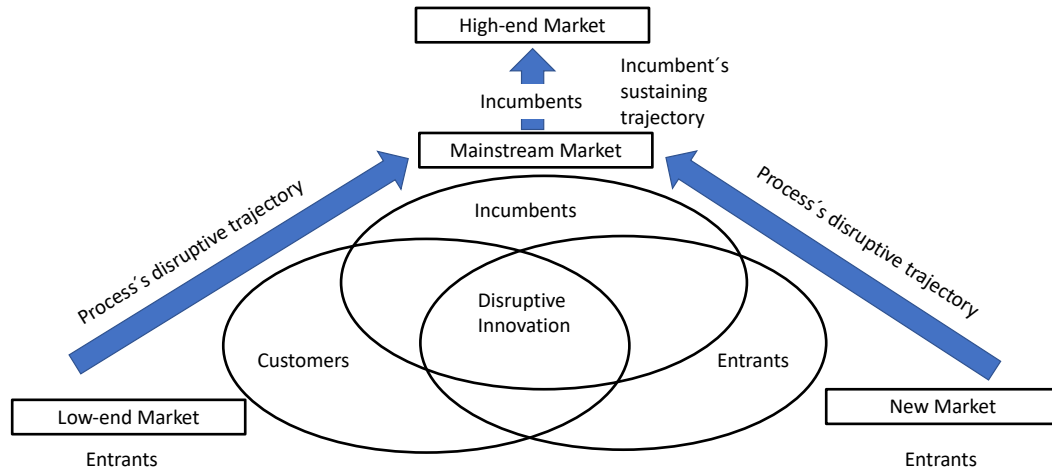 High-end Market
Incumbent´s
sustaining
trajectory
Incumbents
Mainstream Market
Process´s disruptive trajectory
Process´s disruptive trajectory
Incumbents
Disruptive
Innovation
Customers
Entrants
Low-end Market
New Market
Entrants
Entrants